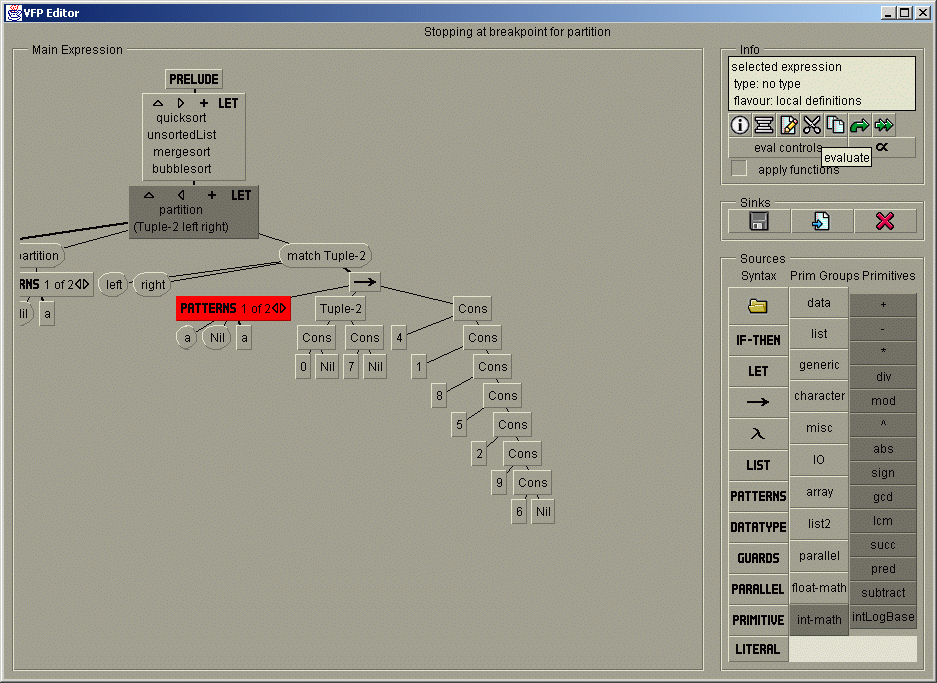 VFP Editor
Stopping at breakpoint for partition
Main Expression
PRELUDE
+ LET
quicksort
unsortedList
mergesort
bubblesort
+ LET
partition
(Tuple-2 left right)
artition
match Tuple-2
RNS 1 of 2
left
right
→
lil
a
PATTERNS 1 of 2
Tuple-2
Cons
a
Nil
a
Cons
Cons
4
Cons
0
Nil
7
Nil
1
Cons
8
Cons
5
Cons
2
Cons
9
Cons
6
Nil
Info
selected expression
type: no type
flavour: local definitions
eval controls
α
evaluate
apply functions
Sinks
Sources
Syntax Prim Groups Primitives
IF-THEN
LET
→
λ
LIST
PATTERNS
DATATYPE
GUARDS
PARALLEL
PRIMITIVE
LITERAL
data
list
generic
character
misc
IO
array
list2
parallel
float-math
int-math
+
-
*
div
mod
^
abs
sign
gcd
lcm
succ
pred
subtract
intLogBase